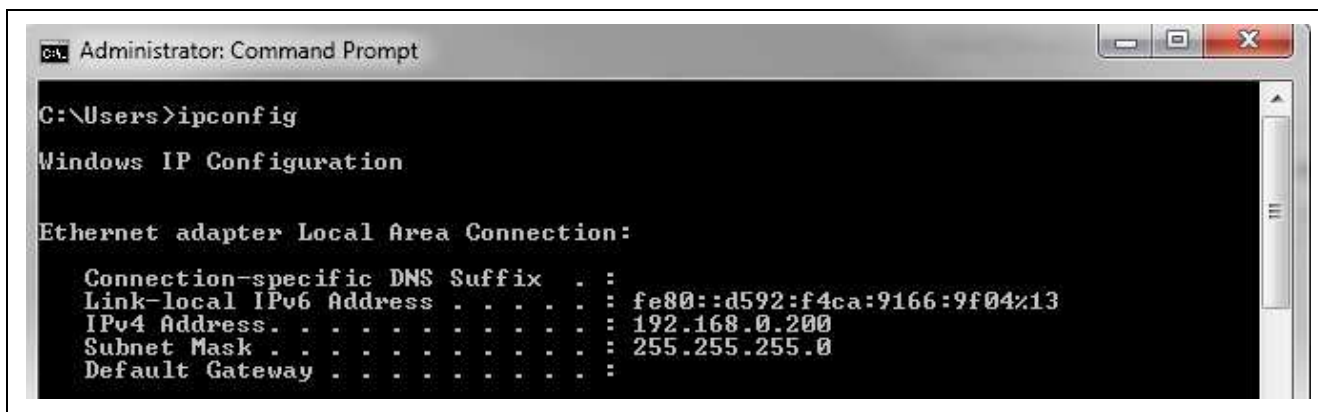 Administrator: Command Prompt
C:\Users>ipconfig
Windows IP Configuration
Ethernet adapter Local Area Connection:
Connection-specific DNS Suffix . :
Link-local IPv6 Address . . . . . : fe80::d592:f4ca:9166:9f04%13
IPv4 Address. . . . . . . . . . . : 192.168.0.200
Subnet Mask . . . . . . . . . . . : 255.255.255.0
Default Gateway . . . . . . . . . :